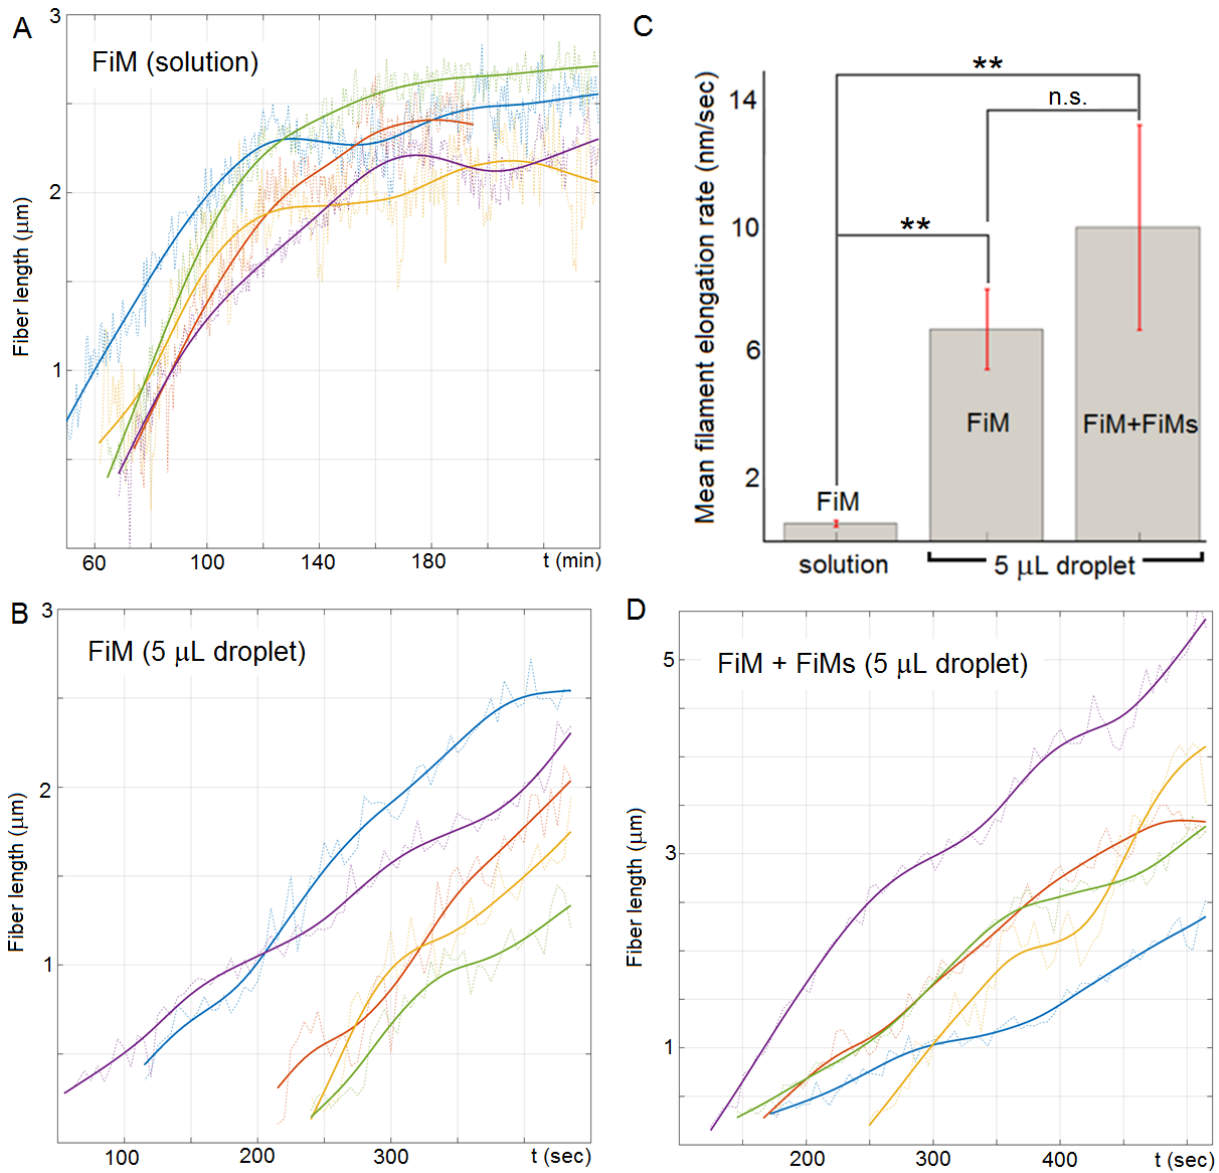 A
FiM (solution)
Fiber length (μm)
3
2
1
60 100 140 180 t (min)
C
Mean filament elongation rate (nm/sec)
14
10
6
2
**
n.s.
**
FiM
FiM
FiM+FiMs
solution
5 μL droplet
B
FiM (5 μL droplet)
Fiber length (μm)
3
2
1
100 200 300 t (sec)
D
FiM + FiMs (5 μL droplet)
Fiber length (μm)
5
3
1
200 300 400 t (sec)